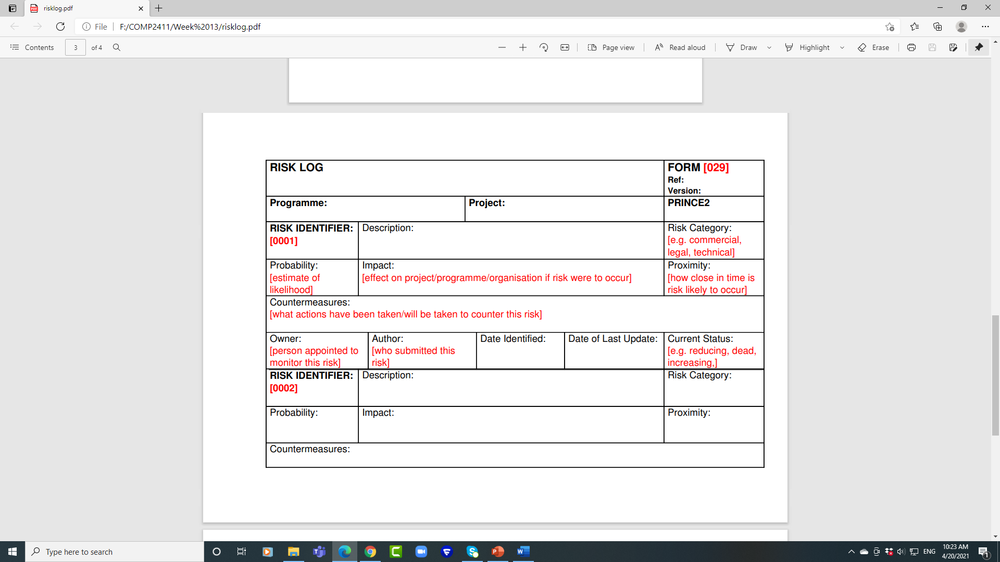 risklog.pdf
File
F:/COMP2411/Week%2013/risklog.pdf
Contents
3
of 4
Page view
Read aloud
Draw
Highlight
Erase
RISK LOG
FORM [029]
Ref:
Version:
Programme:
Project:
PRINCE2
RISK IDENTIFIER:
[0001]
Description:
Risk Category:
[e.g. commercial,
legal, technical]
Probability:
[estimate of
likelihood]
Impact:
[effect on project/programme/organisation if risk were to occur]
Proximity:
[how close in time is
risk likely to occur]
Countermeasures:
[what actions have been taken/will be taken to counter this risk]
Owner:
[person appointed to
monitor this risk]
Author:
[who submitted this
risk]
Date Identified:
Date of Last Update:
Current Status:
[e.g. reducing, dead,
increasing,]
RISK IDENTIFIER:
[0002]
Description:
Risk Category:
Probability:
Impact:
Proximity:
Countermeasures:
Type here to search
ENG
10:23 AM
4/20/2021
1